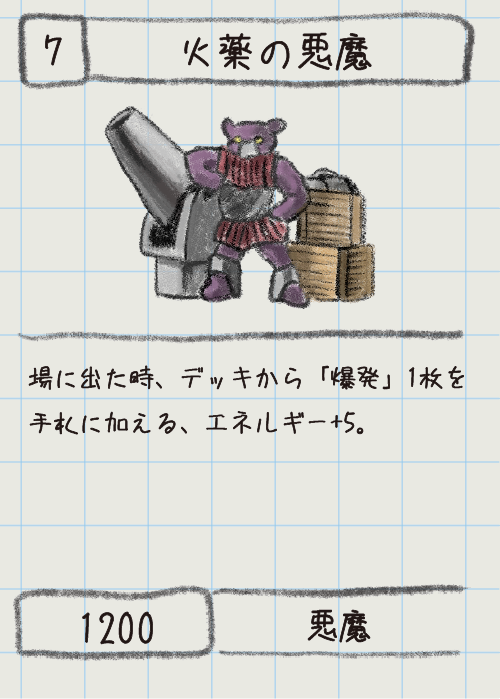 7
火薬の悪魔
場に出た時、デッキから「爆発」1枚を
手札に加える、エネルギー+5。
1200
悪魔